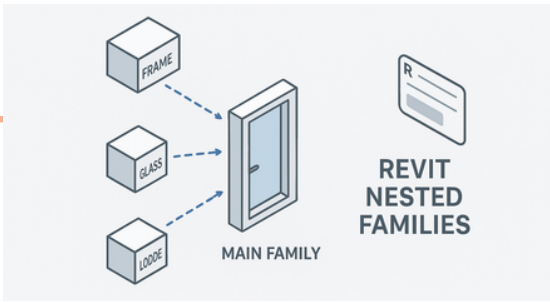 FRAME
GLASS
LODDE
MAIN FAMILY
R
REVIT
NESTED
FAMILIES